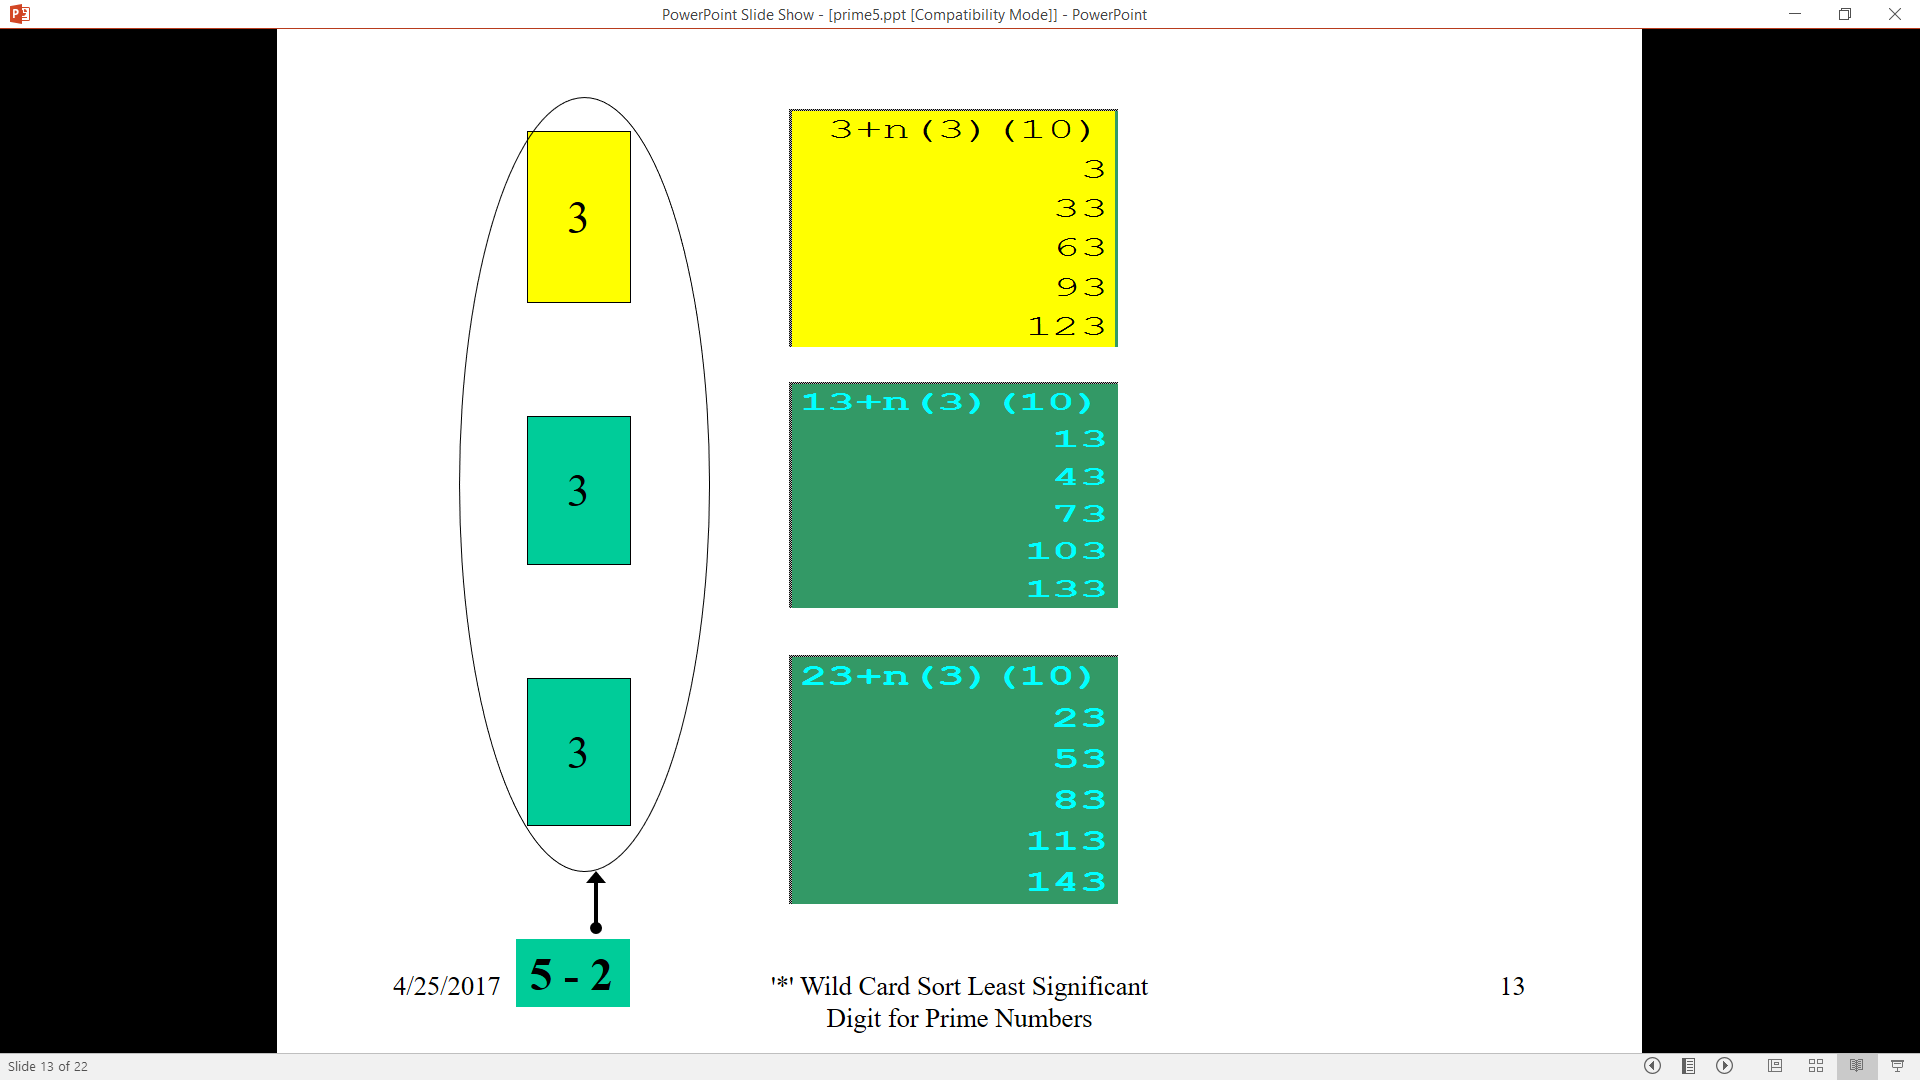 PowerPoint Slide Show - [prime5.ppt [Compatibility Mode]] - PowerPoint
3
3
3
5 - 2
3+n(3)(10)
3
33
63
93
123
13+n(3)(10)
13
43
73
103
133
23+n(3)(10)
23
53
83
113
143
4/25/2017
'*' Wild Card Sort Least Significant
Digit for Prime Numbers
13
Slide 13 of 22